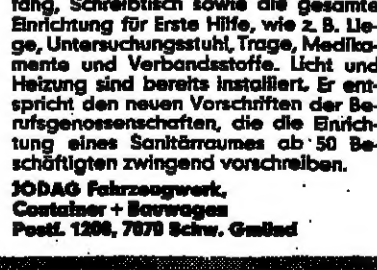 fang, Schreibtisch sowie die gesamte
Einrichtung für Erste Hilfe, wie z. B. Lie-
ge, Untersuchungsstuhl, Trage, Medika-
mente und Verbandsstoffe. Licht und
Heizung sind bereits installiert. Er ent-
spricht den neuen Vorschriften der Be-
rufsgenossenschaften, die die Einrich-
tung eines Sanitärraumes ab 50 Be-
schäftigten zwingend vorschreiben.
JODAG Fahrzeugwerk,
Container + Bauwagen
Postf. 1208, 7070 Schw. Gmünd